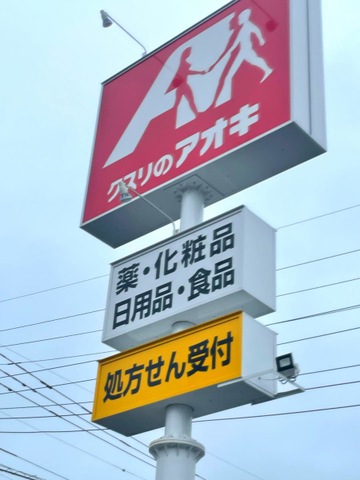 クスリのアオキ
薬・化粧品
日用品・食品
処方せん受付